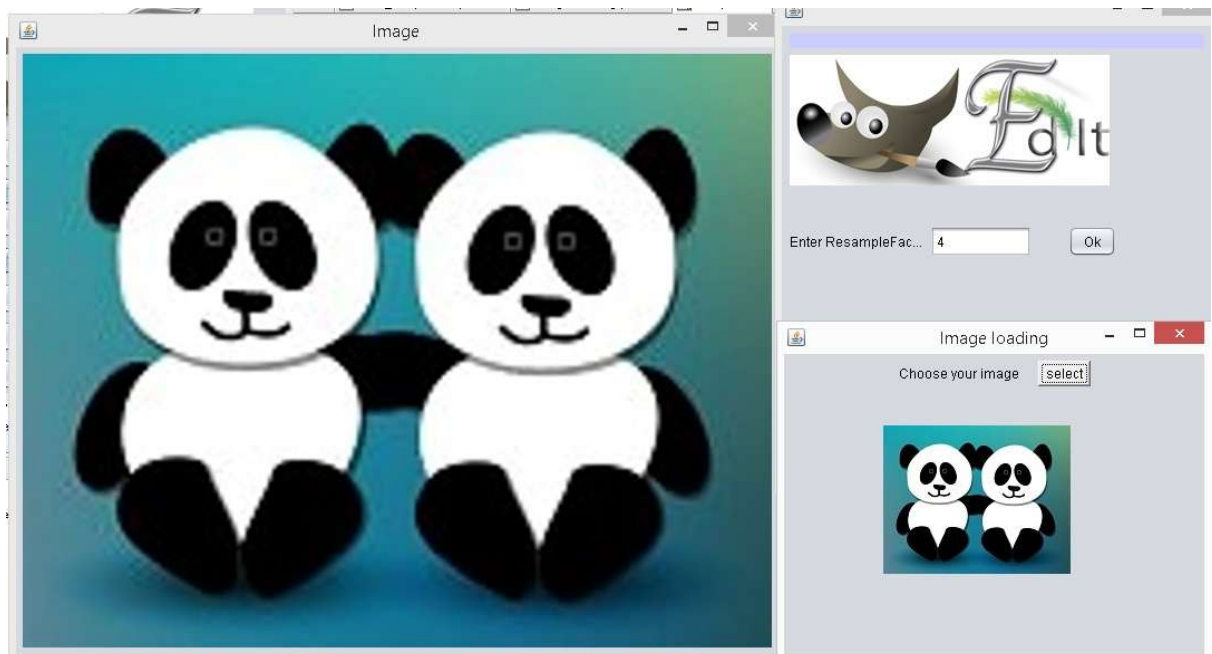 Image
EdIt
Enter ResampleFac...
4
Ok
Image loading
Choose your image
select